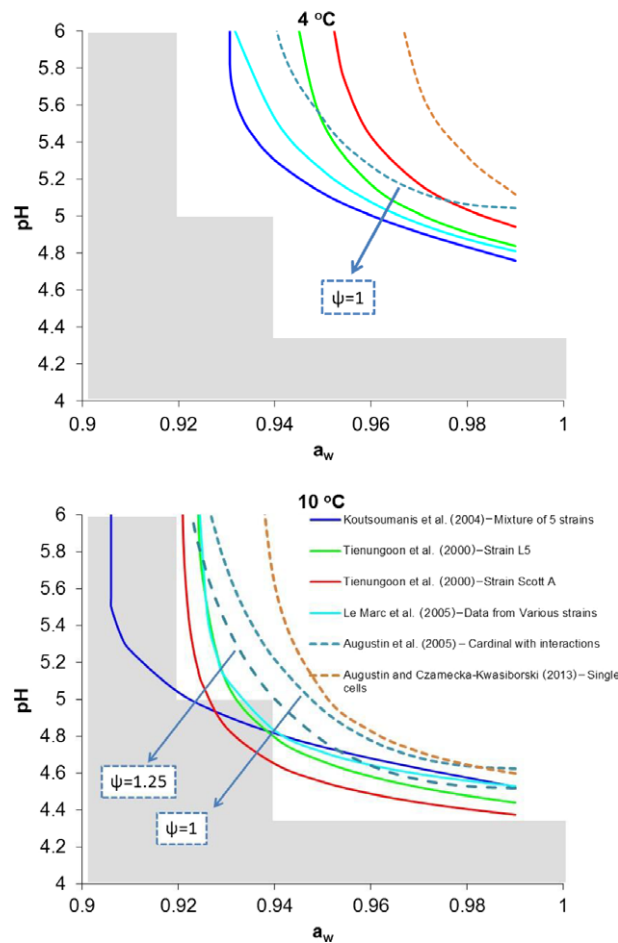 4 °C
6
5.8
5.6
5.4
5.2
5
4.8
4.6
4.4
4.2
4
pH
ψ=1
0.9 0.92 0.94 0.96 0.98 1
aw
10 °C
6
5.8
5.6
5.4
5.2
5
4.8
4.6
4.4
4.2
4
pH
Koutsoumanis et al. (2004)–Mixture of 5 strains
Tienungoon et al. (2000)–Strain L5
Tienungoon et al. (2000)–Strain Scott A
Le Marc et al. (2005)–Data from Various strains
Augustin et al. (2005) – Cardinal with interactions
Augustin and Czarnecka-Kwasiborski (2013)–Single
cells
ψ=1.25
ψ=1
0.9 0.92 0.94 0.96 0.98 1
aw